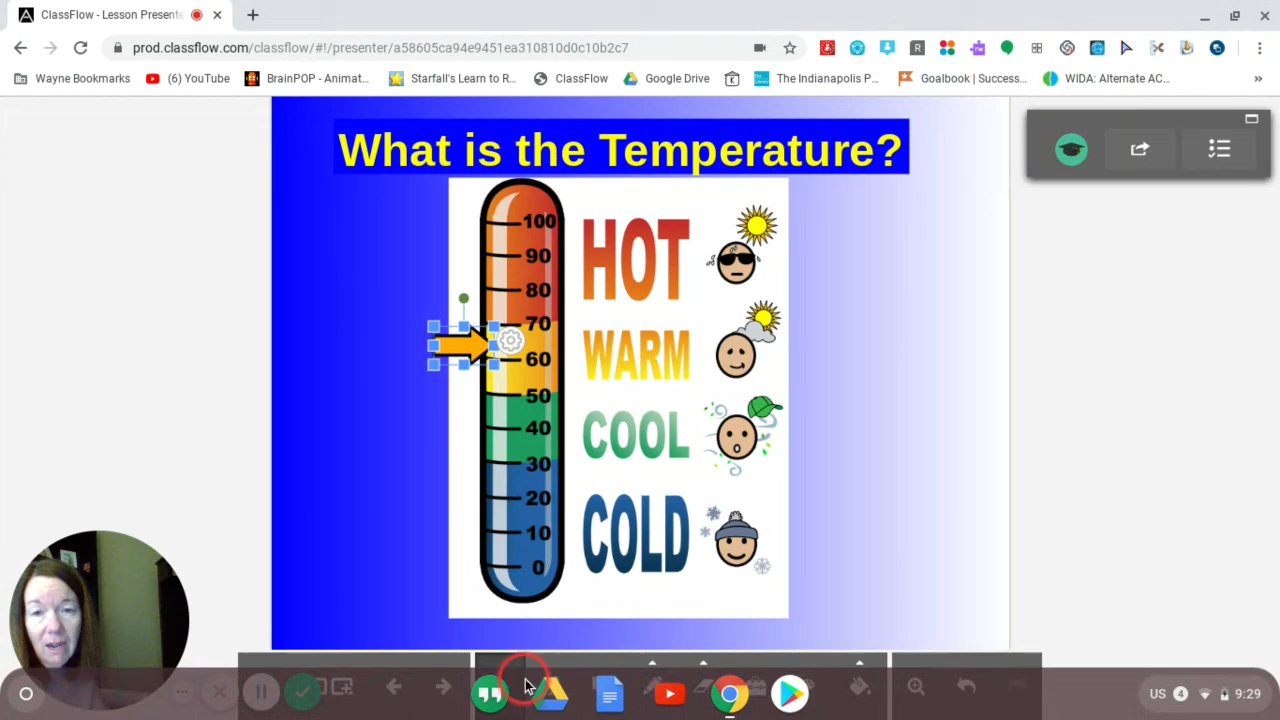 ClassFlow - Lesson Presente
prod.classflow.com/classflow/#!/presenter/a58605ca94e9451ea310810d0c10b2c7
Wayne Bookmarks
(6) YouTube
BrainPOP - Animat...
Starfall's Learn to R...
ClassFlow
Google Drive
The Indianapolis P...
Goalbook | Success...
WIDA: Alternate AC...
»
What is the Temperature?
100
90
80
70
60
50
40
30
20
10
0
HOT
WARM
COOL
COLD
US 4 9:29